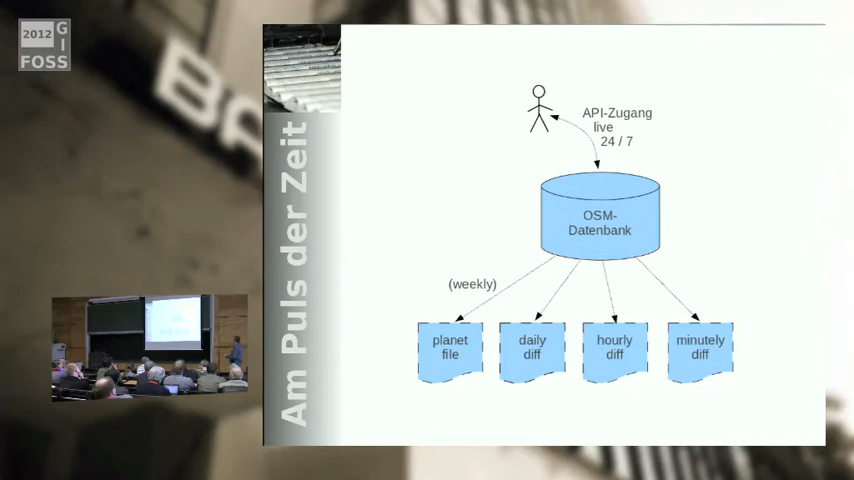 2012
G
I
FOSS
BA
Am Puls der Zeit
API-Zugang
live
24 / 7
OSM-
Datenbank
(weekly)
planet
file
daily
diff
hourly
diff
minutely
diff